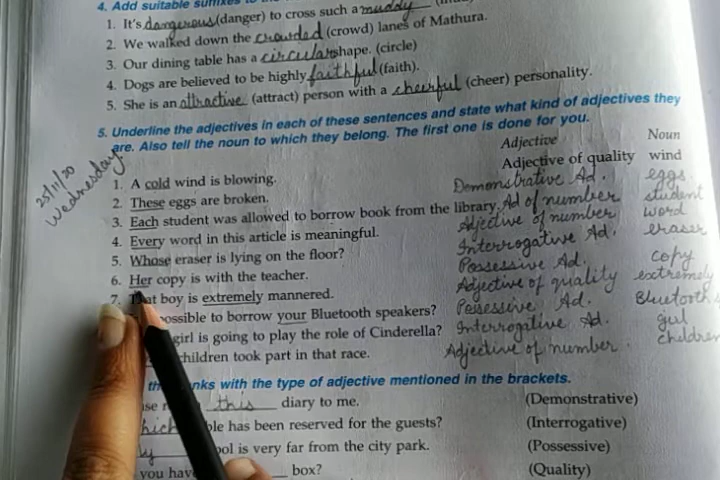 4. Add suitable suffixes to
1. It's dangerous (danger) to cross such a muddy
2. We walked down the crowded (crowd) lanes of Mathura.
3. Our dining table has a circular shape. (circle)
4. Dogs are believed to be highly faithful (faith).
5. She is an attractive (attract) person with a cheerful (cheer) personality.
5. Underline the adjectives in each of these sentences and state what kind of adjectives they
are. Also tell the noun to which they belong. The first one is done for you.
25/11/20
Wednesday
Adjective Noun
1. A cold wind is blowing. Adjective of quality wind
2. These eggs are broken. Demonstrative Ad. eggs
3. Each student was allowed to borrow book from the library. Ad of number student
4. Every word in this article is meaningful. Adjective of number word
5. Whose eraser is lying on the floor? Interrogative Ad. eraser
6. Her copy is with the teacher. Possessive Ad. copy
7. That boy is extremely mannered. Adjective of quality extremely
possible to borrow your Bluetooth speakers? Possessive Ad. Bluetooth
girl is going to play the role of Cinderella? Interrogative Ad. girl
children took part in that race. Adjective of number. children
with the type of adjective mentioned in the brackets.
this diary to me. (Demonstrative)
has been reserved for the guests? (Interrogative)
is very far from the city park. (Possessive)
you have box? (Quality)